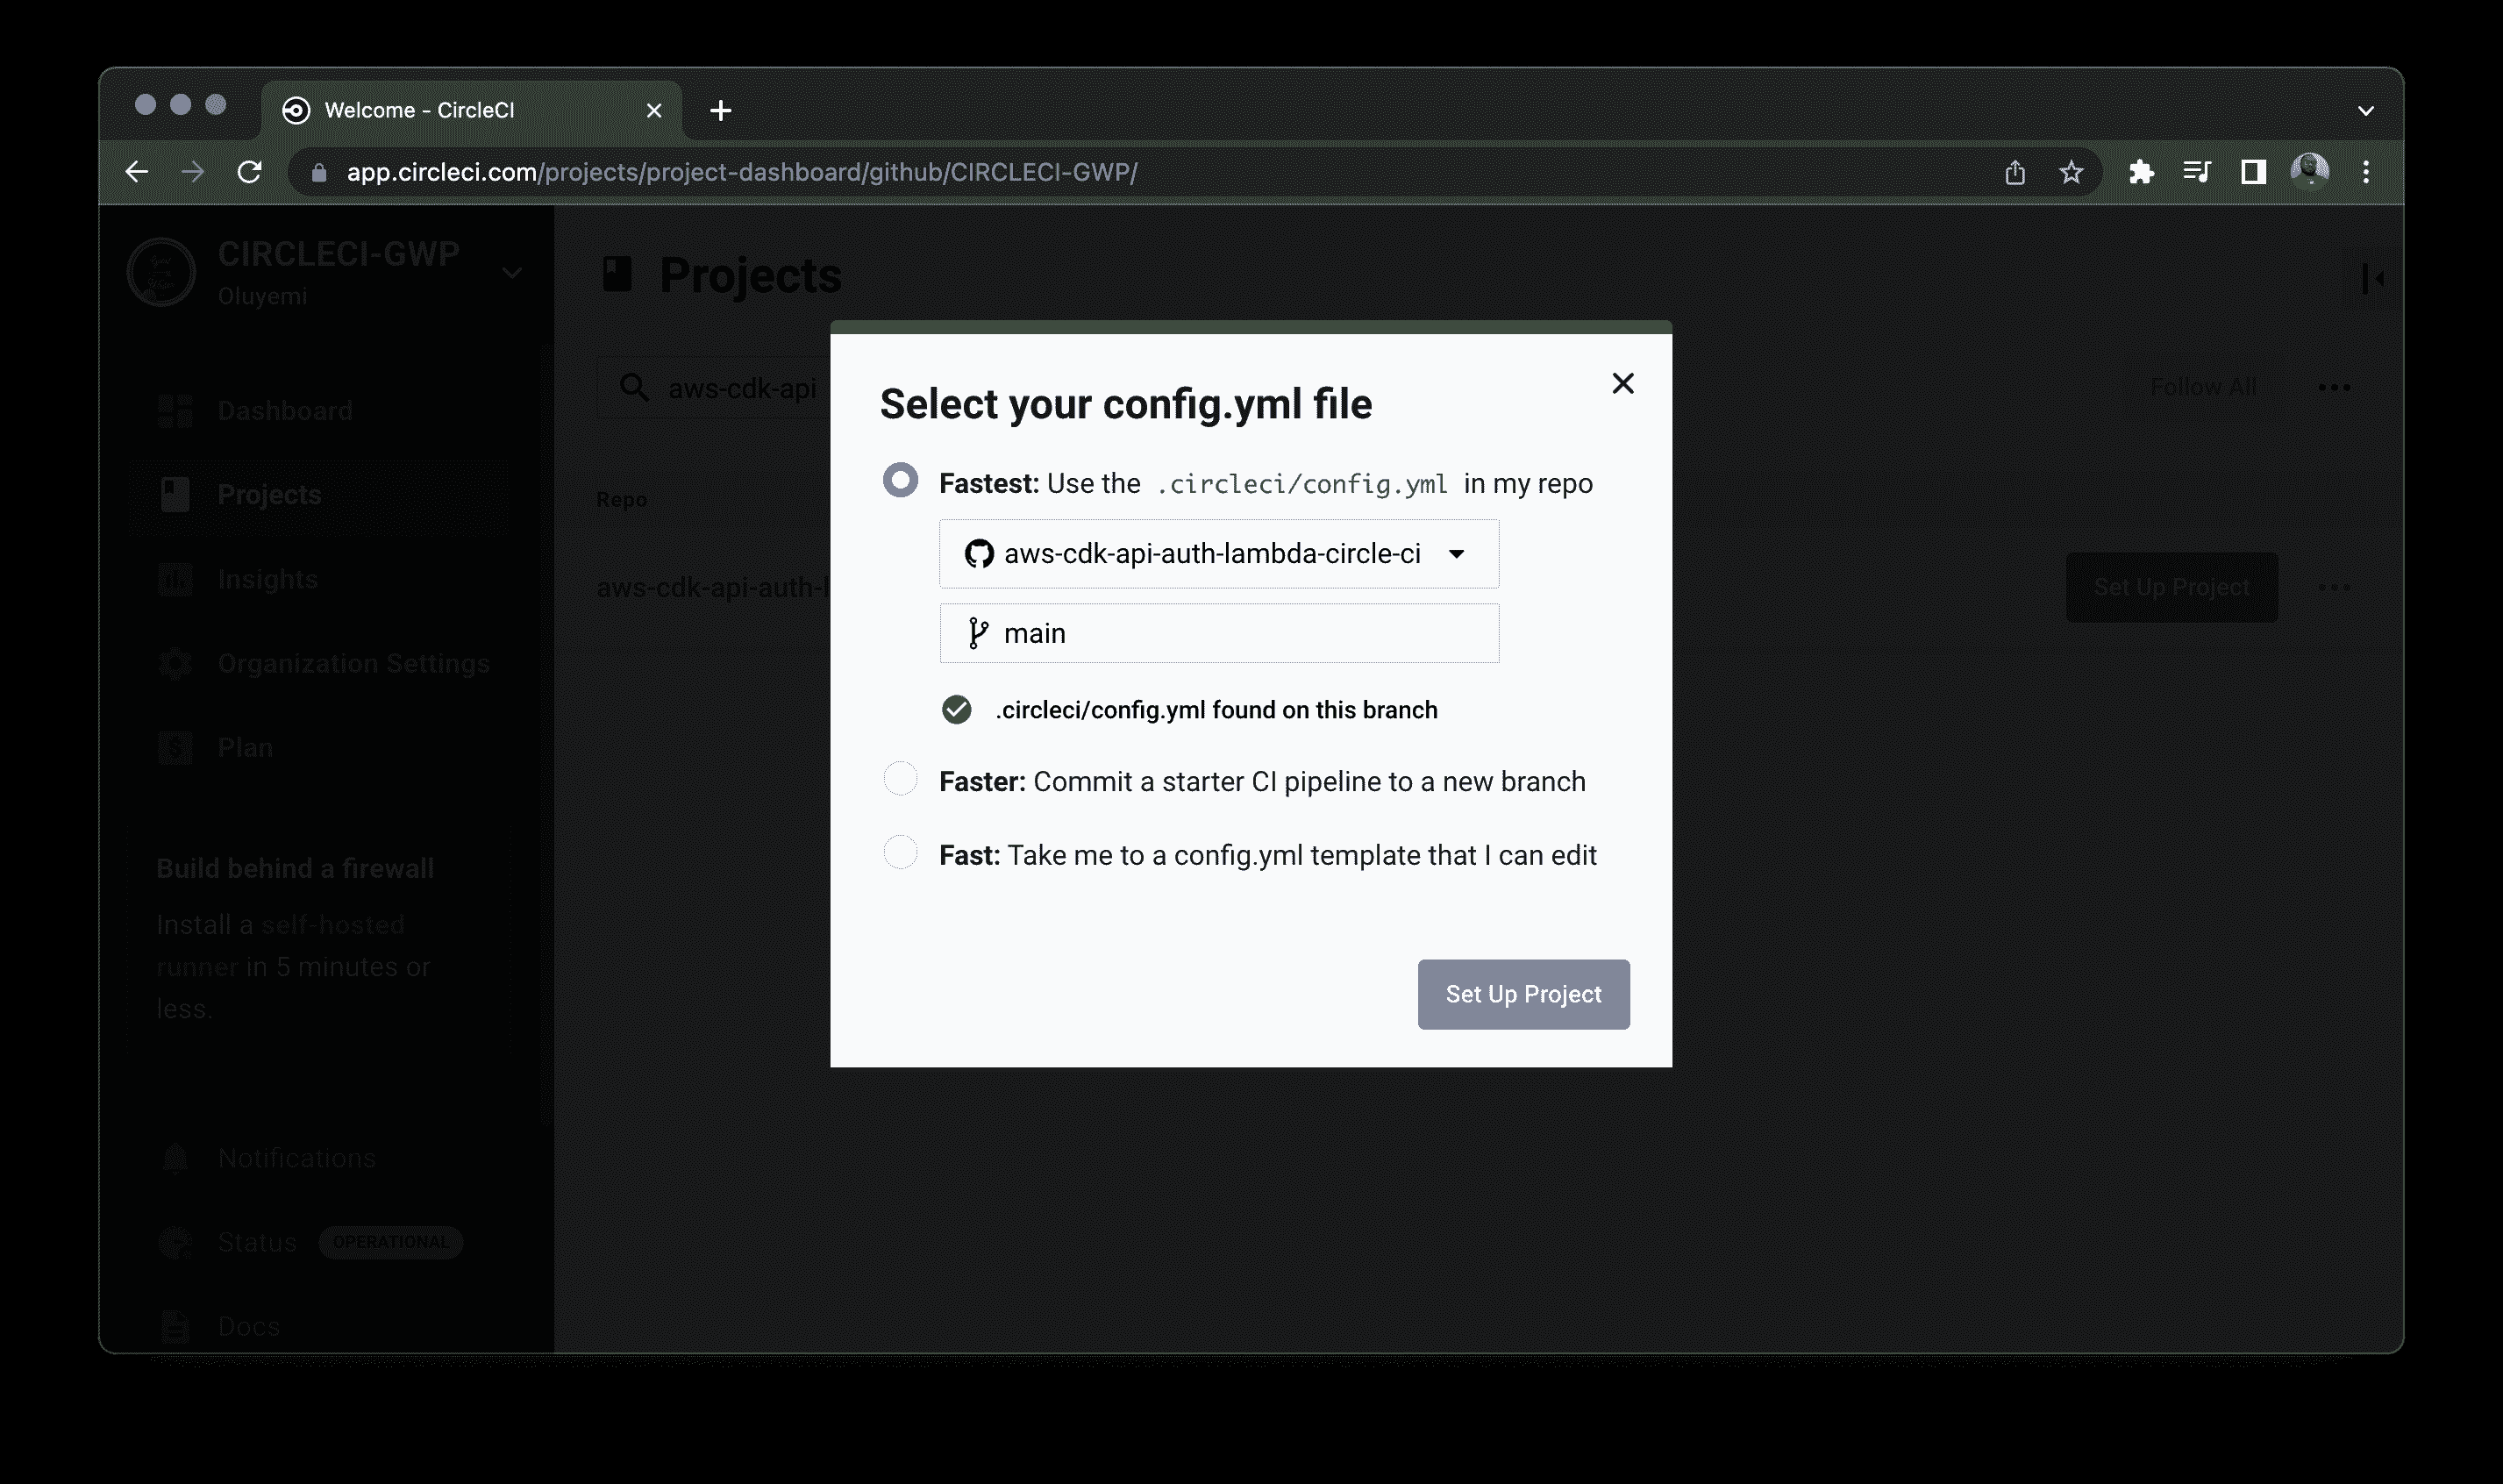 Welcome - CircleCI
app.circleci.com/projects/project-dashboard/github/CIRCLECI-GWP/
CIRCLECI-GWP
Oluyemi
Dashboard
Projects
Insights
Organization Settings
Plan
Build behind a firewall
Install a self-hosted
runner in 5 minutes or
less.
Notifications
Status OPERATIONAL
Docs
Projects
aws-cdk-api
Follow All
Repo
aws-cdk-api-auth-l
Set Up Project
Select your config.yml file
Fastest: Use the .circleci/config.yml in my repo
aws-cdk-api-auth-lambda-circle-ci
main
.circleci/config.yml found on this branch
Faster: Commit a starter CI pipeline to a new branch
Fast: Take me to a config.yml template that I can edit
Set Up Project